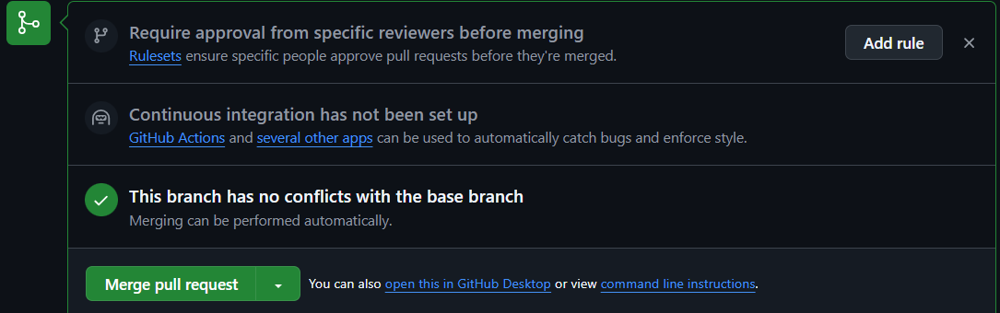 Require approval from specific reviewers before merging
Rulesets ensure specific people approve pull requests before they're merged.
Add rule
Continuous integration has not been set up
GitHub Actions and several other apps can be used to automatically catch bugs and enforce style.
This branch has no conflicts with the base branch
Merging can be performed automatically.
Merge pull request
You can also open this in GitHub Desktop or view command line instructions.